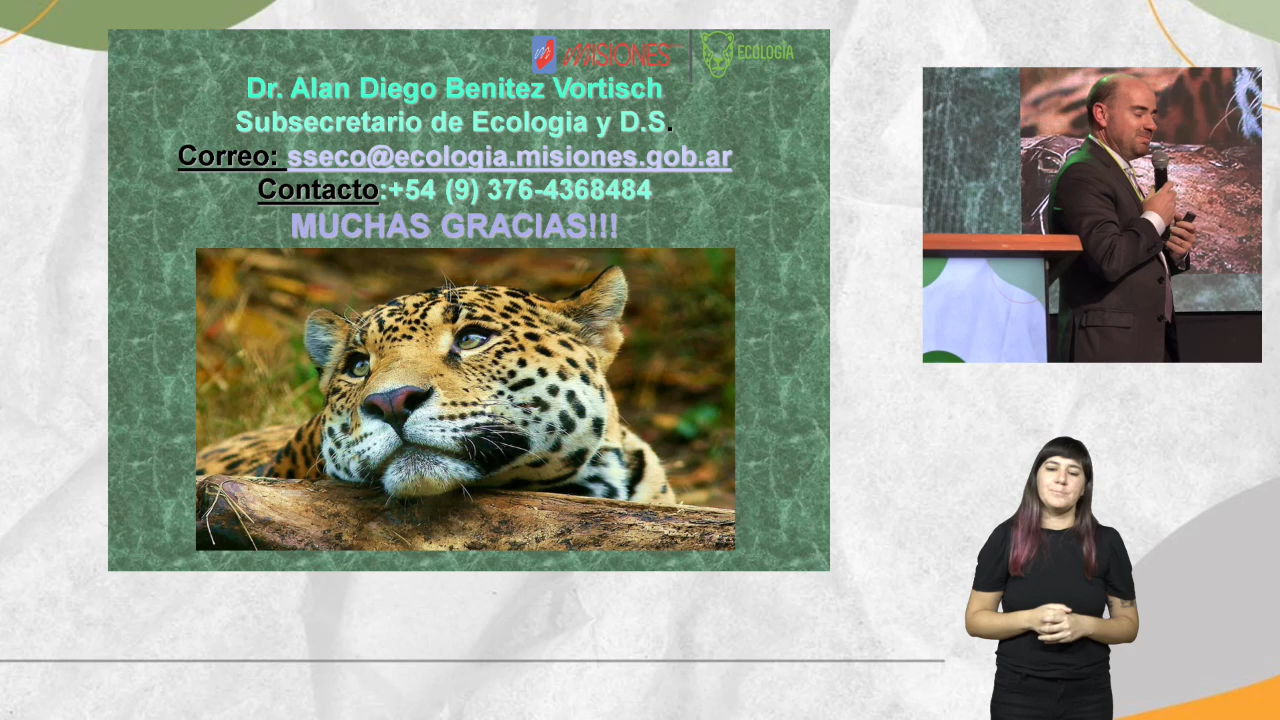 MISIONES
ECOLOGÍA
Dr. Alan Diego Benitez Vortisch
Subsecretario de Ecologia y D.S.
Correo: sseco@ecologia.misiones.gob.ar
Contacto:+54 (9) 376-4368484
MUCHAS GRACIAS!!!